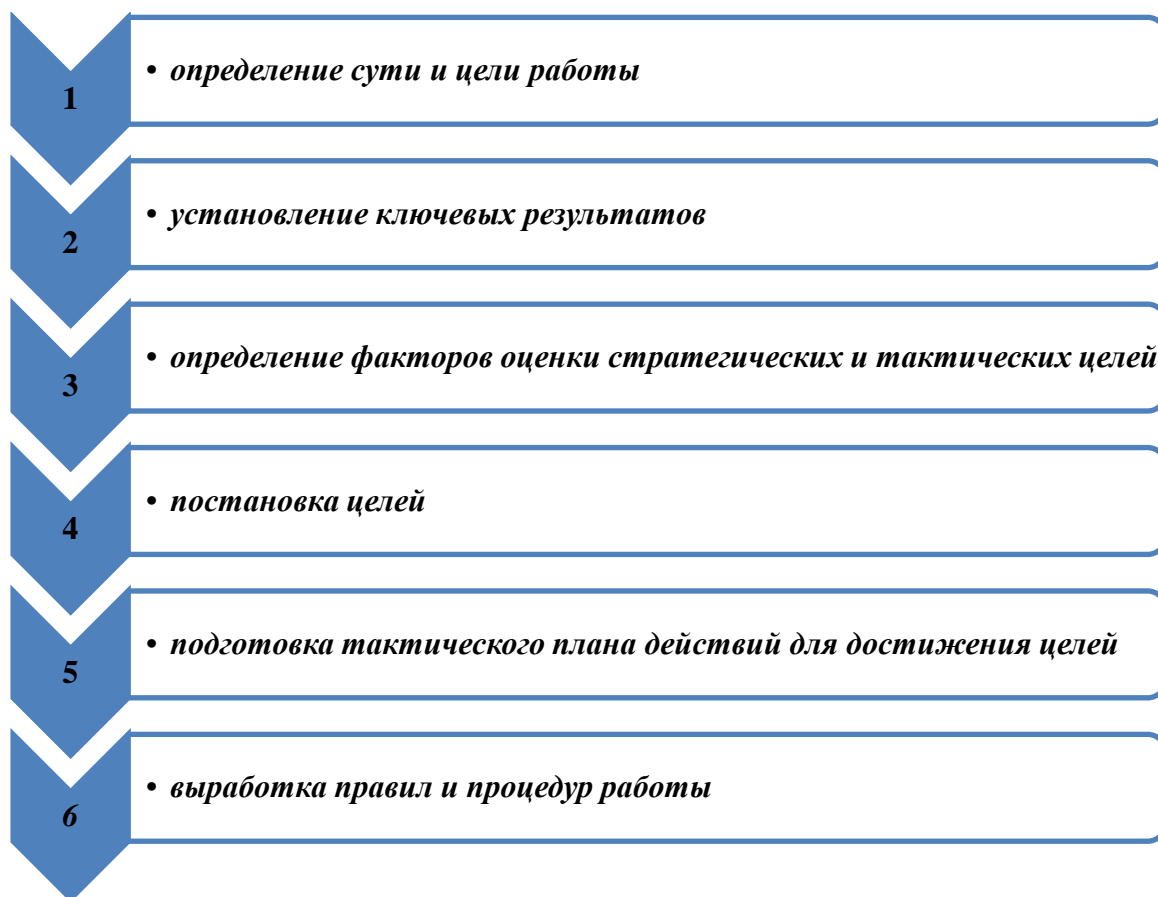 1
• определение сути и цели работы
2
• установление ключевых результатов
3
• определение факторов оценки стратегических и тактических целей
4
• постановка целей
5
• подготовка тактического плана действий для достижения целей
6
• выработка правил и процедур работы